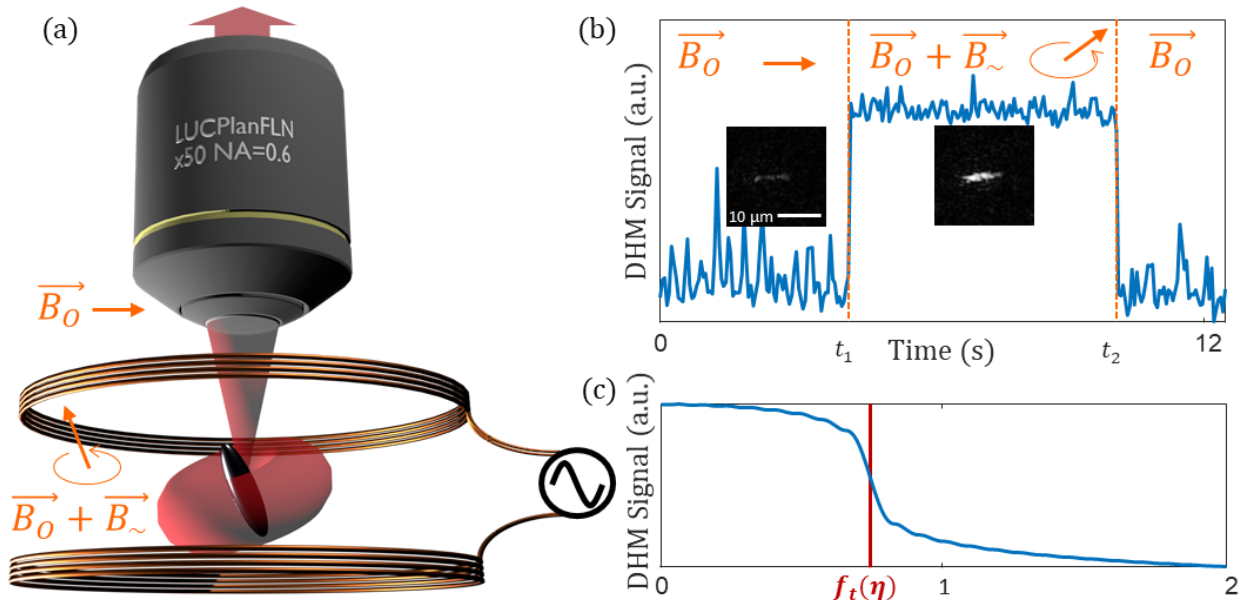 (a)
LUCPlanFLN
x50 NA=0.6
B_O
B_O + B_~
(b)
DHM Signal (a.u.)
B_O
B_O + B_~
B_O
10 µm
0
t_1
Time (s)
t_2
12
(c)
DHM Signal (a.u.)
0
f_t(η)
1
2